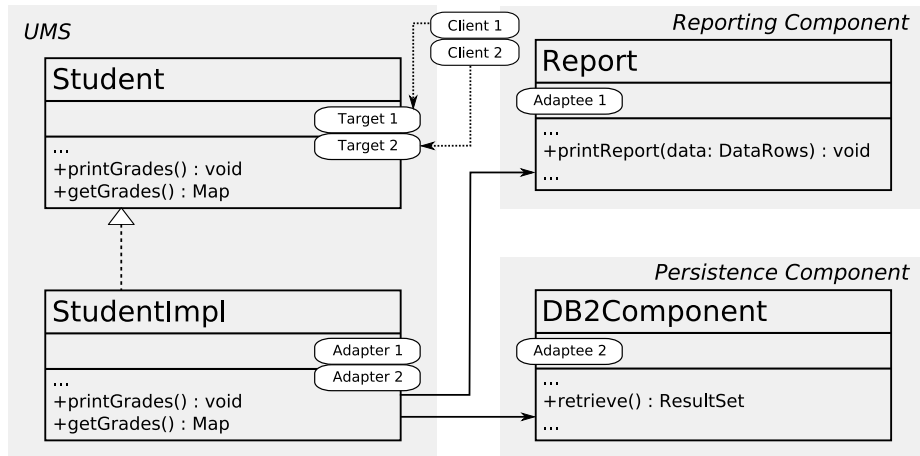 UMS
Client 1
Client 2
Reporting Component
Student
Target 1
Target 2
...
+printGrades() : void
+getGrades() : Map
Report
Adaptee 1
...
+printReport(data: DataRows) : void
...
StudentImpl
Adapter 1
Adapter 2
...
+printGrades() : void
+getGrades() : Map
Persistence Component
DB2Component
Adaptee 2
...
+retrieve() : ResultSet
...